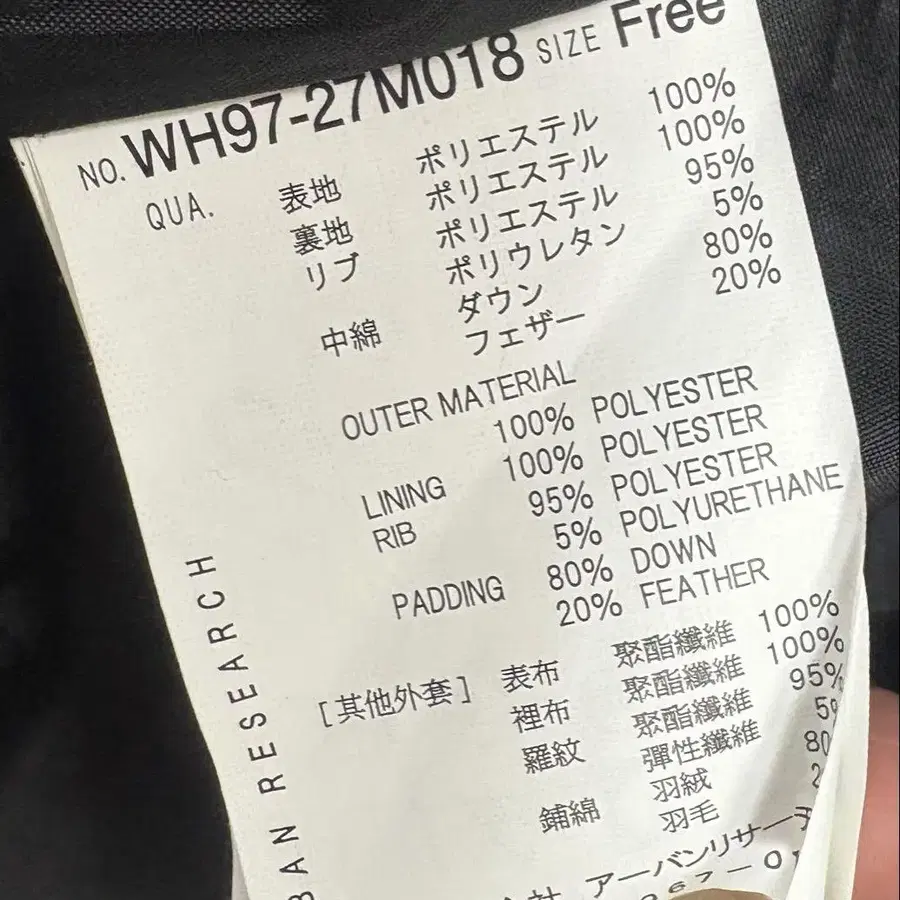 NO. WH97-27M018 SIZE Free
QUA. 表地 ポリエステル 100%
裏地 ポリエステル 100%
リブ ポリエステル 95%
ポリウレタン 5%
中綿 ダウン 80%
フェザー 20%
OUTER MATERIAL
100% POLYESTER
LINING 100% POLYESTER
RIB 95% POLYESTER
5% POLYURETHANE
PADDING 80% DOWN
20% FEATHER
[其他外套] 表布 聚酯纖維 100%
裡布 聚酯纖維 100%
羅紋 聚酯纖維 95%
彈性纖維 5%
鋪綿 羽絨 80
羽毛 2
アーバンリサーチ
BAN RESEARCH